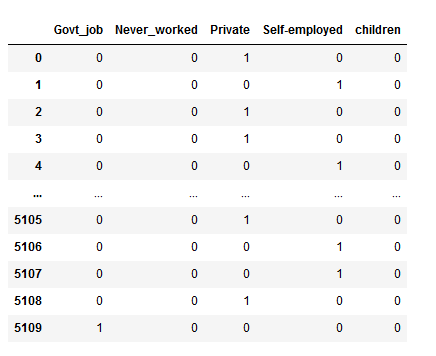 Govt_job Never_worked Private Self-employed children
0 0 0 1 0 0
1 0 0 0 1 0
2 0 0 1 0 0
3 0 0 1 0 0
4 0 0 0 1 0
... ... ... ... ... ...
5105 0 0 1 0 0
5106 0 0 0 1 0
5107 0 0 0 1 0
5108 0 0 1 0 0
5109 1 0 0 0 0